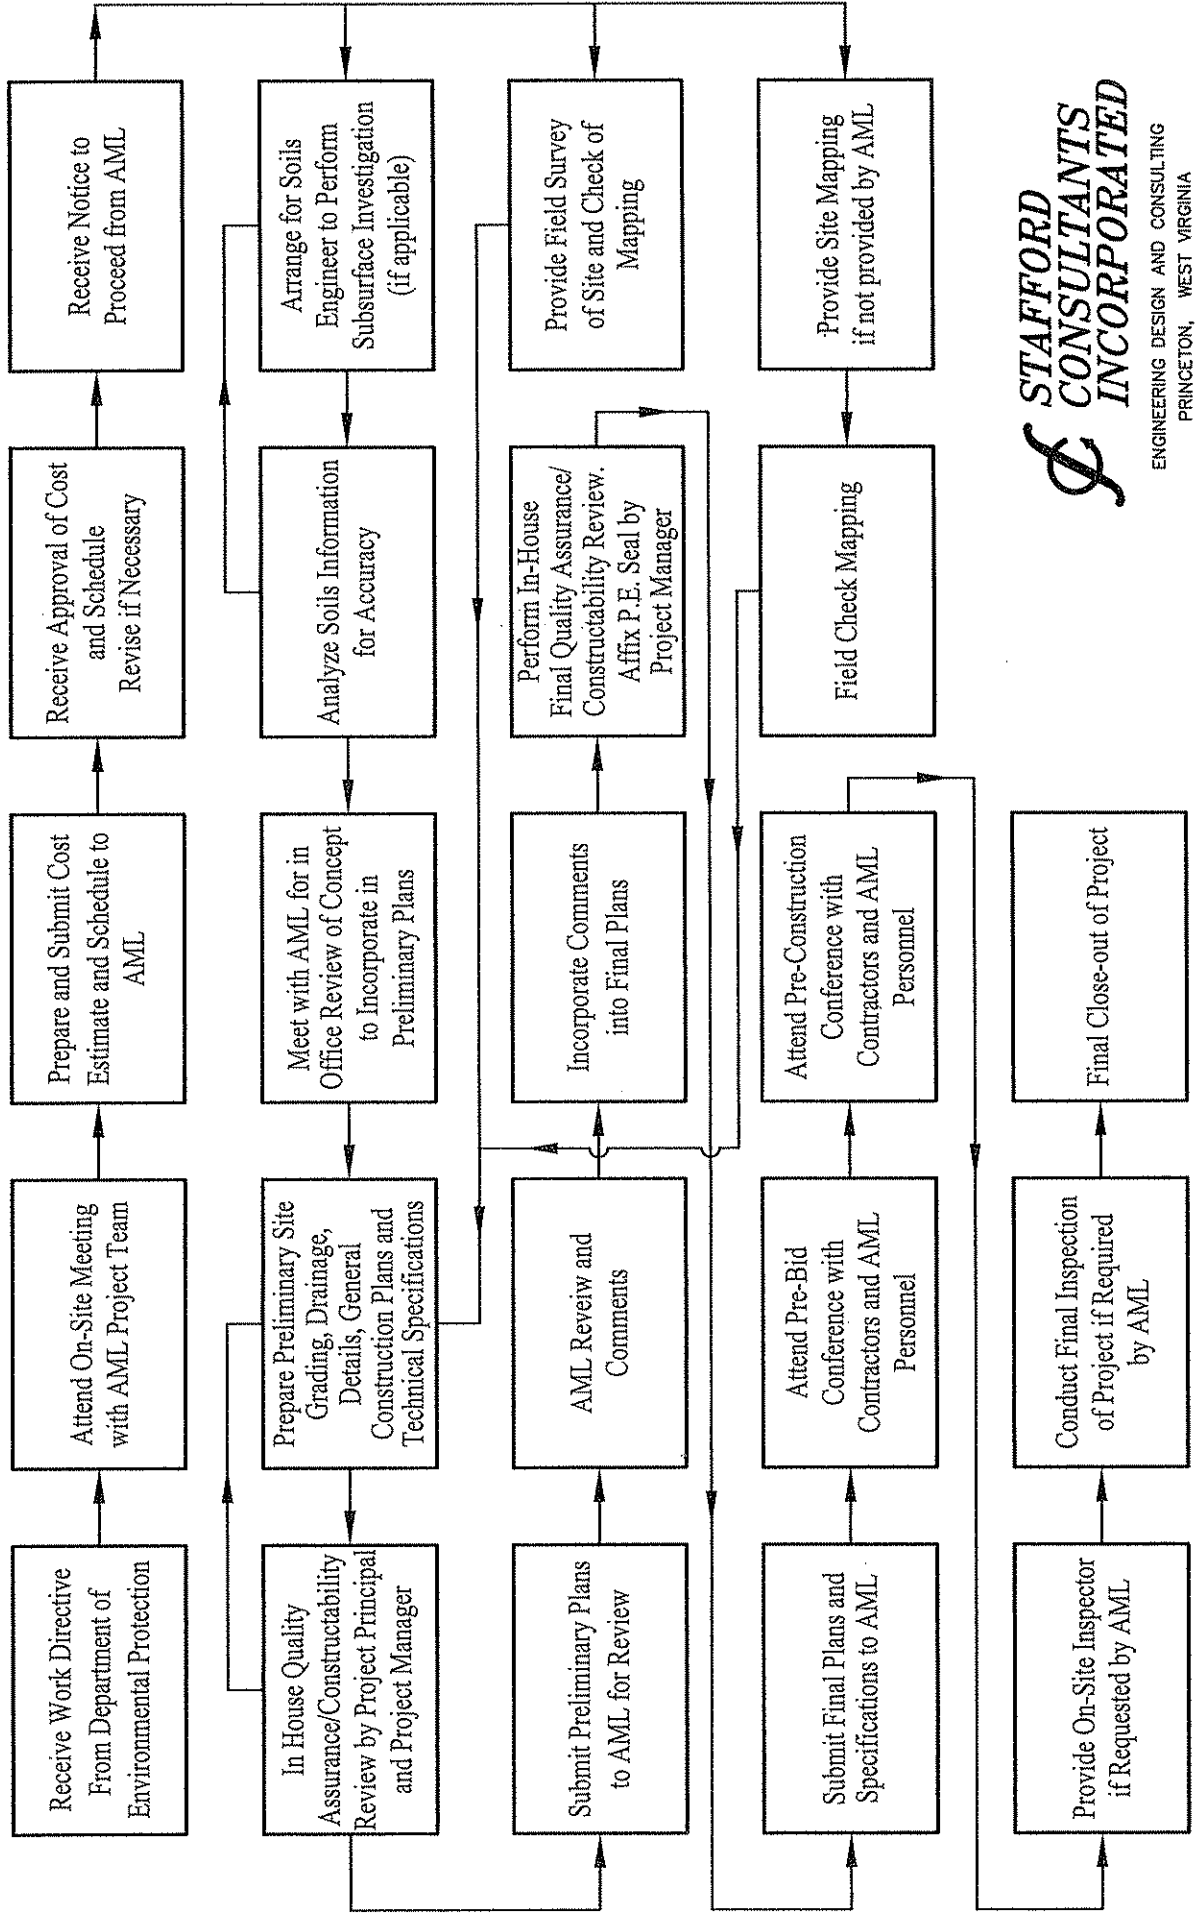 Receive Work Directive
From Department of
Environmental Protection
Attend On-Site Meeting
with AML Project Team
Prepare and Submit Cost
Estimate and Schedule to
AML
Receive Approval of Cost
and Schedule
Revise if Necessary
Receive Notice to
Proceed from AML
In House Quality
Assurance/Constructability
Review by Project Principal
and Project Manager
Prepare Preliminary Site
Grading, Drainage,
Details, General
Construction Plans and
Technical Specifications
Meet with AML for in
Office Review of Concept
to Incorporate in
Preliminary Plans
Analyze Soils Information
for Accuracy
Arrange for Soils
Engineer to Perform
Subsurface Investigation
(if applicable)
Submit Preliminary Plans
to AML for Review
AML Reveiw and
Comments
Incorporate Comments
into Final Plans
Perform In-House
Final Quality Assurance/
Constructability Review.
Affix P.E. Seal by
Project Manager
Provide Field Survey
of Site and Check of
Mapping
Submit Final Plans and
Specifications to AML
Attend Pre-Bid
Conference with
Contractors and AML
Personnel
Attend Pre-Construction
Conference with
Contractors and AML
Personnel
Field Check Mapping
Provide Site Mapping
if not provided by AML
Provide On-Site Inspector
if Requested by AML
Conduct Final Inspection
of Project if Required
by AML
Final Close-out of Project
STAFFORD
CONSULTANTS
INCORPORATED
ENGINEERING DESIGN AND CONSULTING
PRINCETON, WEST VIRGINIA